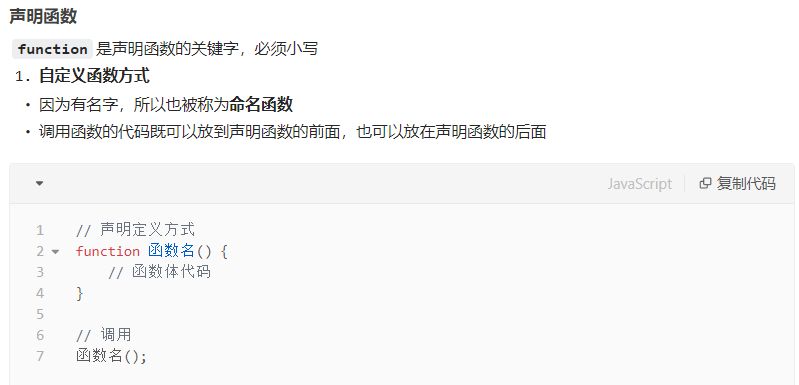 声明函数
function 是声明函数的关键字，必须小写
1. 自定义函数方式
• 因为有名字，所以也被称为命名函数
• 调用函数的代码既可以放到声明函数的前面，也可以放在声明函数的后面
JavaScript 复制代码
1 // 声明定义方式
2 function 函数名() {
3 // 函数体代码
4 }
5
6 // 调用
7 函数名();